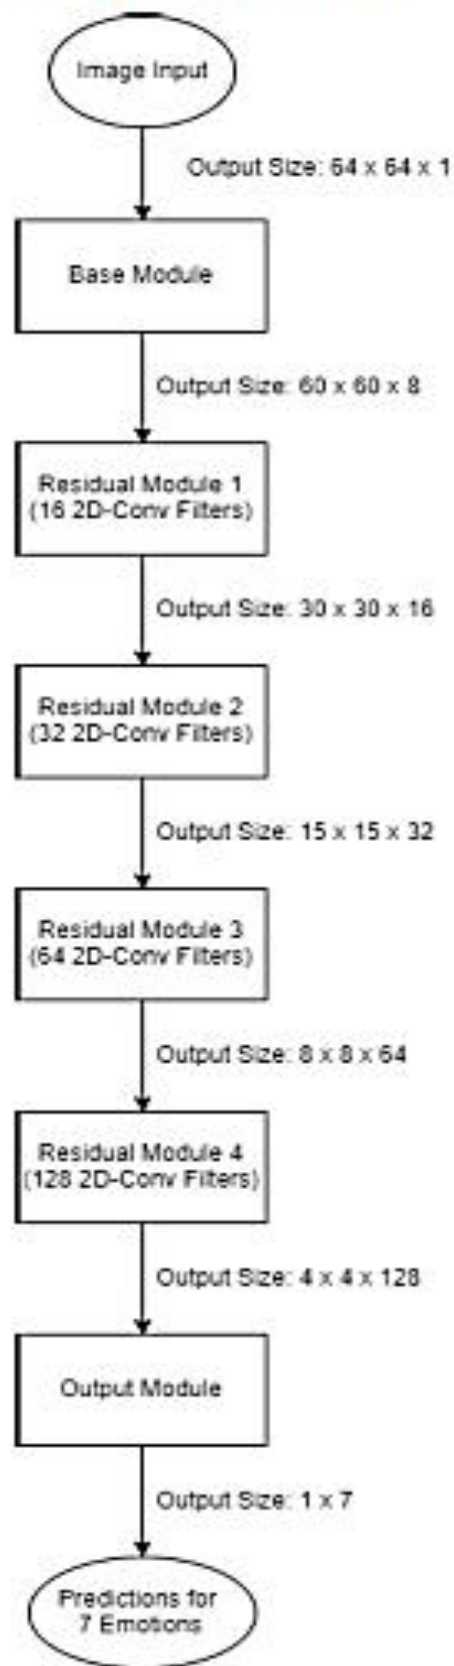 Image Input
Output Size: 64 x 64 x 1
Base Module
Output Size: 60 x 60 x 8
Residual Module 1
(16 2D-Conv Filters)
Output Size: 30 x 30 x 16
Residual Module 2
(32 2D-Conv Filters)
Output Size: 15 x 15 x 32
Residual Module 3
(64 2D-Conv Filters)
Output Size: 8 x 8 x 64
Residual Module 4
(128 2D-Conv Filters)
Output Size: 4 x 4 x 128
Output Module
Output Size: 1 x 7
Predictions for
7 Emotions